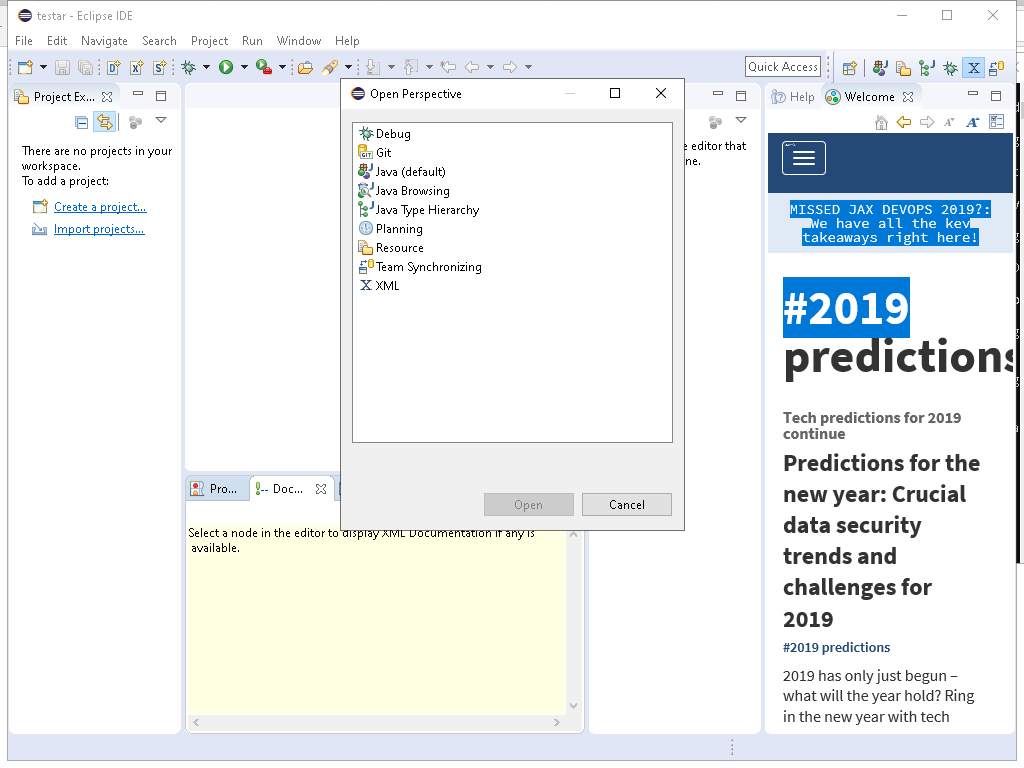 testar - Eclipse IDE
File Edit Navigate Search Project Run Window Help
Quick Access
Project Ex...
There are no projects in your
workspace.
To add a project:
Create a project...
Import projects...
Open Perspective
Debug
Git
Java (default)
Java Browsing
Java Type Hierarchy
Planning
Resource
Team Synchronizing
XML
Open
Cancel
e editor that
ne.
Pro...
Doc...
Select a node in the editor to display XML Documentation if any is
available.
Help
Welcome
MISSED JAX DEVOPS 2019?:
We have all the key
takeaways right here!
#2019
predictions
Tech predictions for 2019
continue
Predictions for the
new year: Crucial
data security
trends and
challenges for
2019
#2019 predictions
2019 has only just begun –
what will the year hold? Ring
in the new year with tech